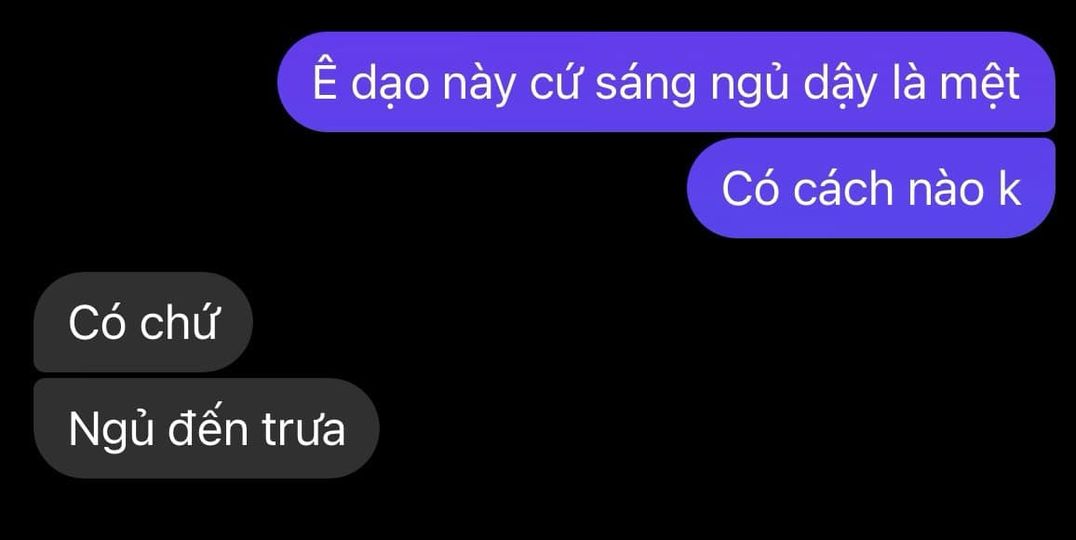 Ê dạo này cứ sáng ngủ dậy là mệt
Có cách nào k
Có chứ
Ngủ đến trưa